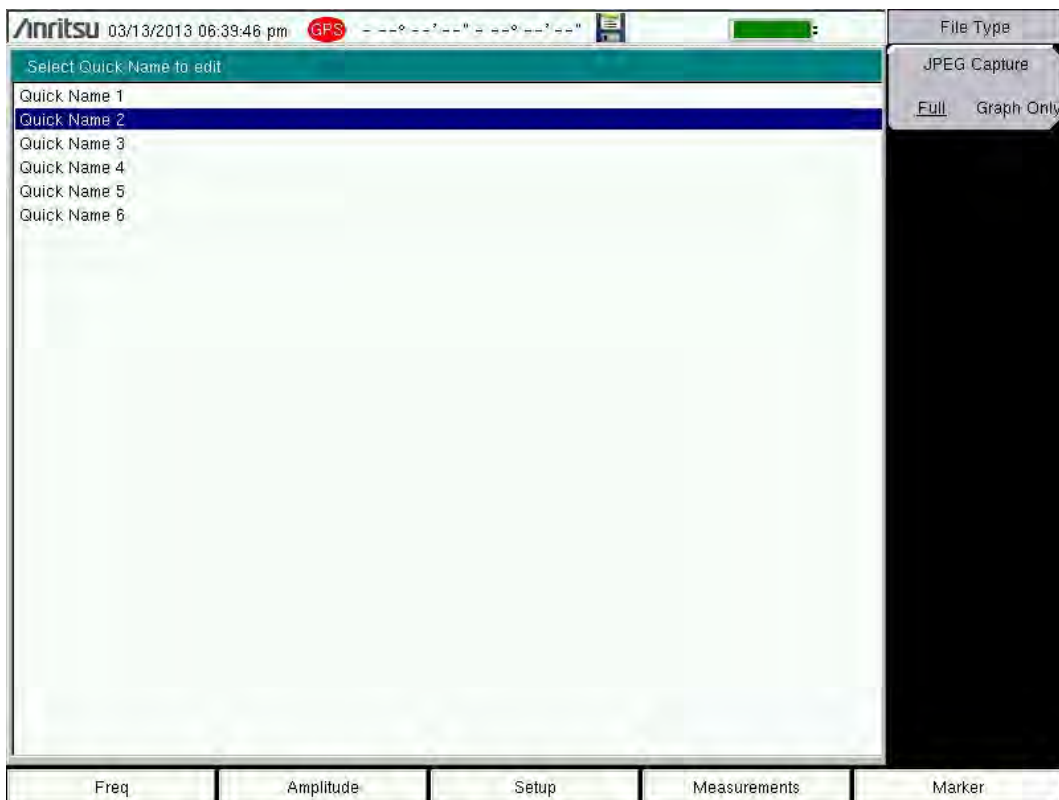 Anritsu 03/13/2013 06:39:46 pm GPS - --° --' --" - --° --' --"
Select Quick Name to edit
Quick Name 1
Quick Name 2
Quick Name 3
Quick Name 4
Quick Name 5
Quick Name 6
File Type
JPEG Capture
Full Graph Only
Freq Amplitude Setup Measurements Marker